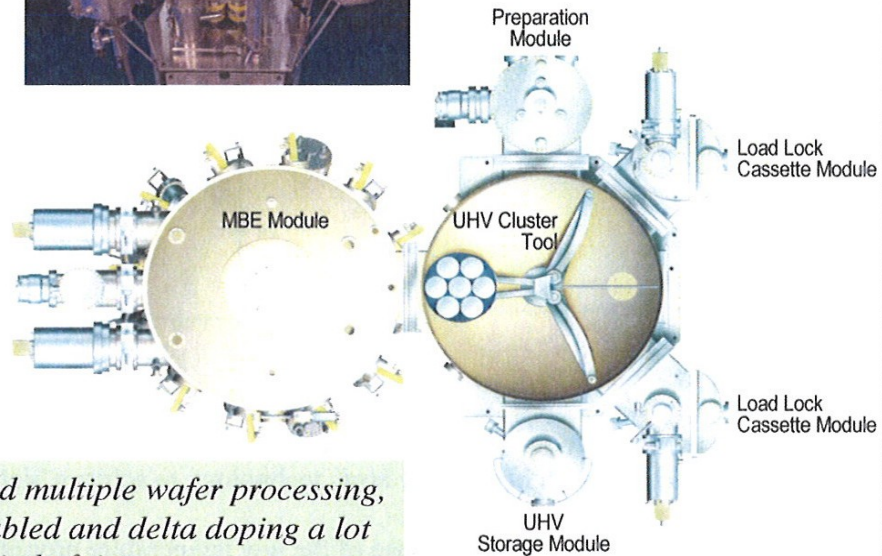 Preparation
Module
Load Lock
Cassette Module
MBE Module
UHV Cluster
Tool
Load Lock
Cassette Module
d multiple wafer processing,
bled and delta doping a lot
UHV
Storage Module